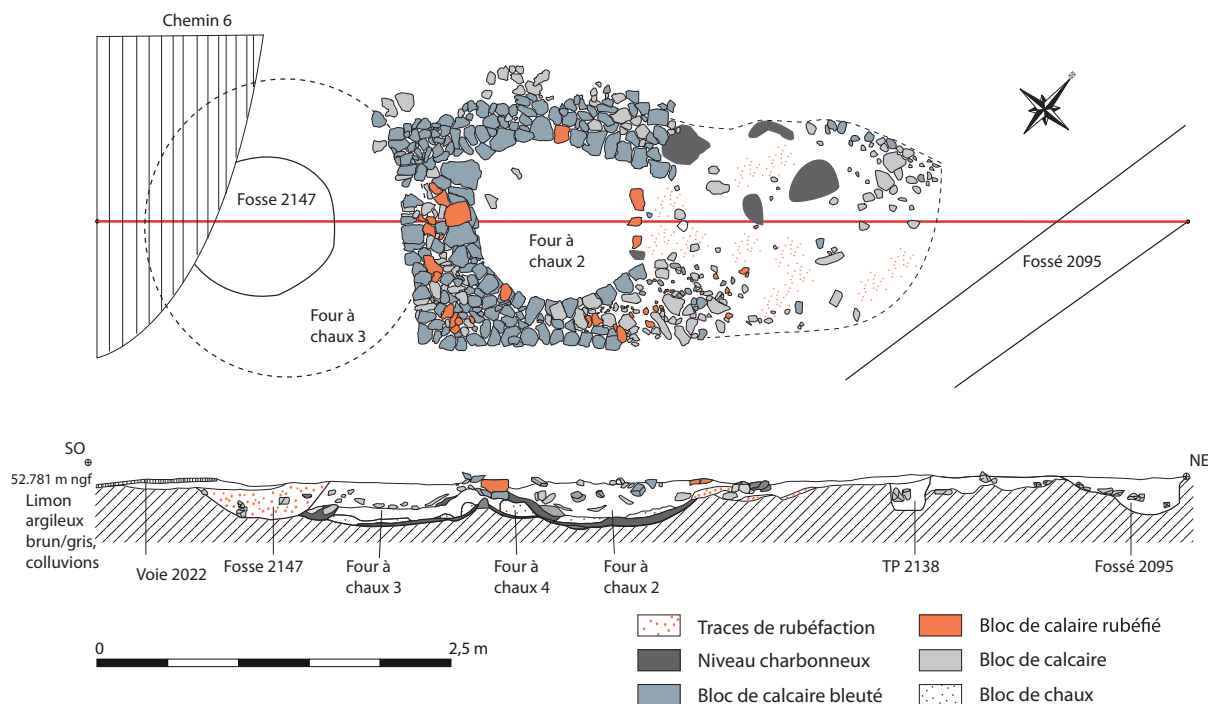 Chemin 6
Fosse 2147
Four à
chaux 2
Fossé 2095
Four à
chaux 3
SO
NE
52.781 m ngf
Limon
argileux
brun/gris,
colluvions
Voie 2022
Fosse 2147
Four à
chaux 3
Four à
chaux 4
Four à
chaux 2
TP 2138
Fossé 2095
0
2,5 m
Traces de rubéfaction
Niveau charbonneux
Bloc de calcaire bleuté
Bloc de calaire rubéfié
Bloc de calcaire
Bloc de chaux